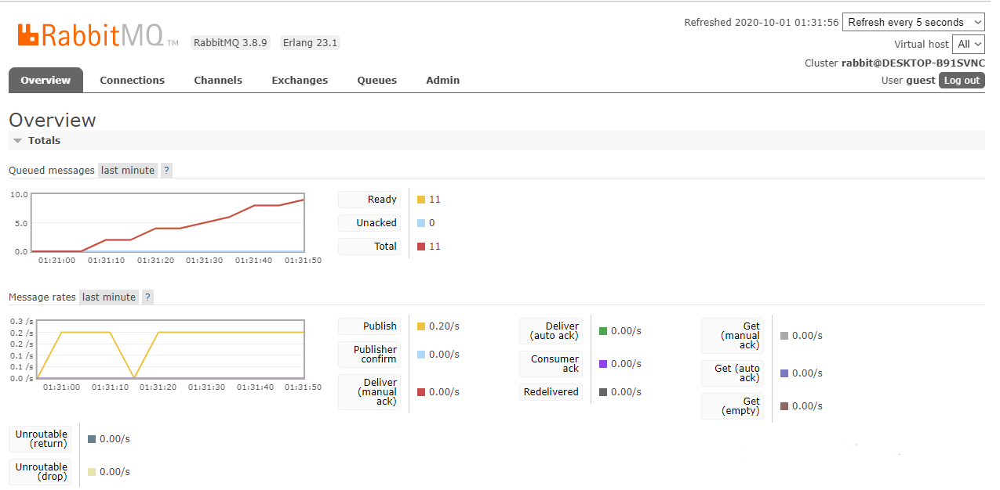 RabbitMQ TM RabbitMQ 3.8.9 Erlang 23.1
Refreshed 2020-10-01 01:31:56 Refresh every 5 seconds
Virtual host All
Cluster rabbit@DESKTOP-B91SVNC
User guest Log out
Overview Connections Channels Exchanges Queues Admin
Overview
Totals
Queued messages last minute ?
10.0
5.0
0.0
01:31:00 01:31:10 01:31:20 01:31:30 01:31:40 01:31:50
Ready 11
Unacked 0
Total 11
Message rates last minute ?
0.3 /s
0.2 /s
0.2 /s
0.1 /s
0.1 /s
0.0 /s
01:31:00 01:31:10 01:31:20 01:31:30 01:31:40 01:31:50
Publish 0.20/s
Publisher
confirm 0.00/s
Deliver
(manual
ack) 0.00/s
Deliver
(auto ack) 0.00/s
Consumer
ack 0.00/s
Redelivered 0.00/s
Get
(manual
ack) 0.00/s
Get (auto
ack) 0.00/s
Get
(empty) 0.00/s
Unroutable
(return) 0.00/s
Unroutable
(drop) 0.00/s